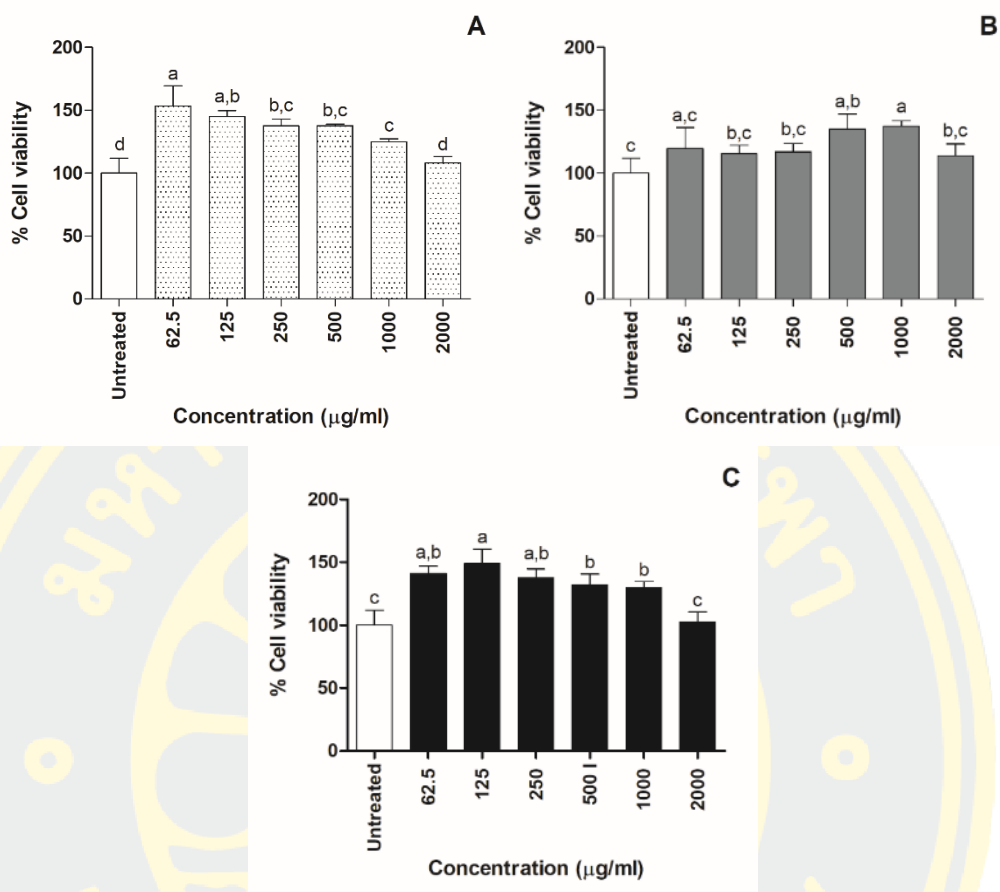 A
200
150
100
50
0
% Cell viability
d
a
a,b
b,c
b,c
c
d
Untreated
62.5
125
250
500
1000
2000
Concentration (μg/ml)
B
200
150
100
50
0
% Cell viability
c
a,c
b,c
b,c
a,b
a
b,c
Untreated
62.5
125
250
500
1000
2000
Concentration (μg/ml)
C
200
150
100
50
0
% Cell viability
c
a,b
a
a,b
b
b
c
Untreated
62.5
125
250
500 l
1000
2000
Concentration (μg/ml)